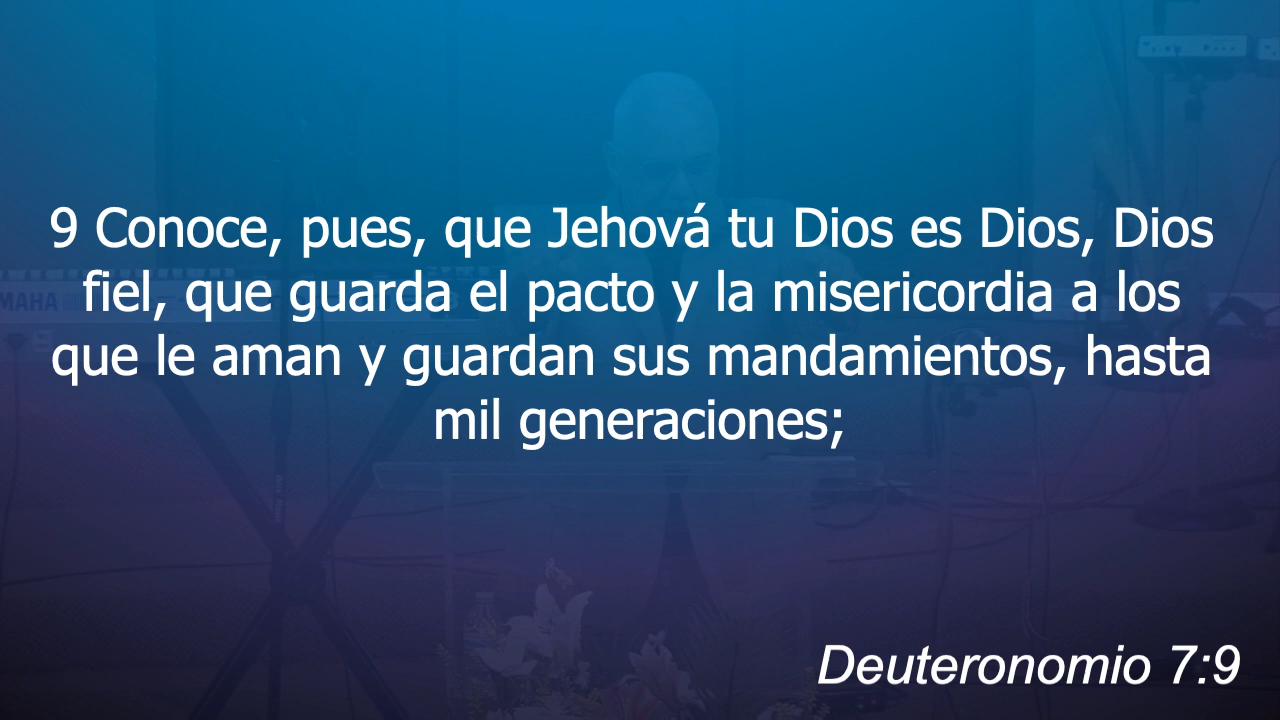 9 Conoce, pues, que Jehová tu Dios es Dios, Dios
fiel, que guarda el pacto y la misericordia a los
que le aman y guardan sus mandamientos, hasta
mil generaciones;
YAMAHA
Deuteronomio 7:9